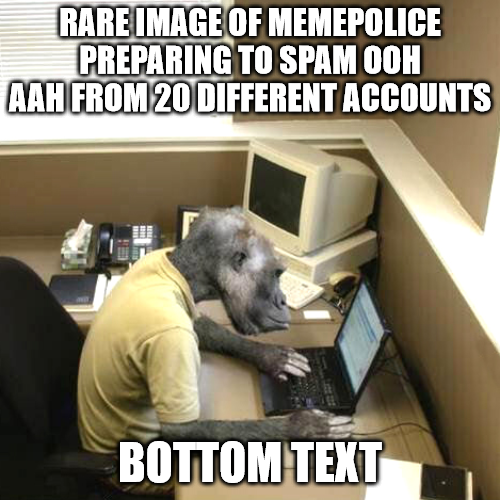 RARE IMAGE OF MEMEPOLICE
PREPARING TO SPAM OOH
AAH FROM 20 DIFFERENT ACCOUNTS
BOTTOM TEXT